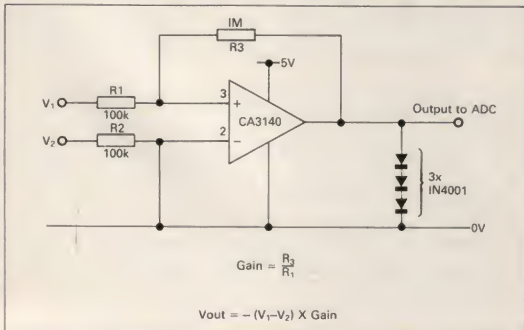 IM
R3
5V
R1
3
V₁
+
Output to ADC
100k
CA3140
R2
2
V₂
−
100k
3x
IN4001
0V
Gain = R₃/R₁
Vout = − (V₁−V₂) X Gain